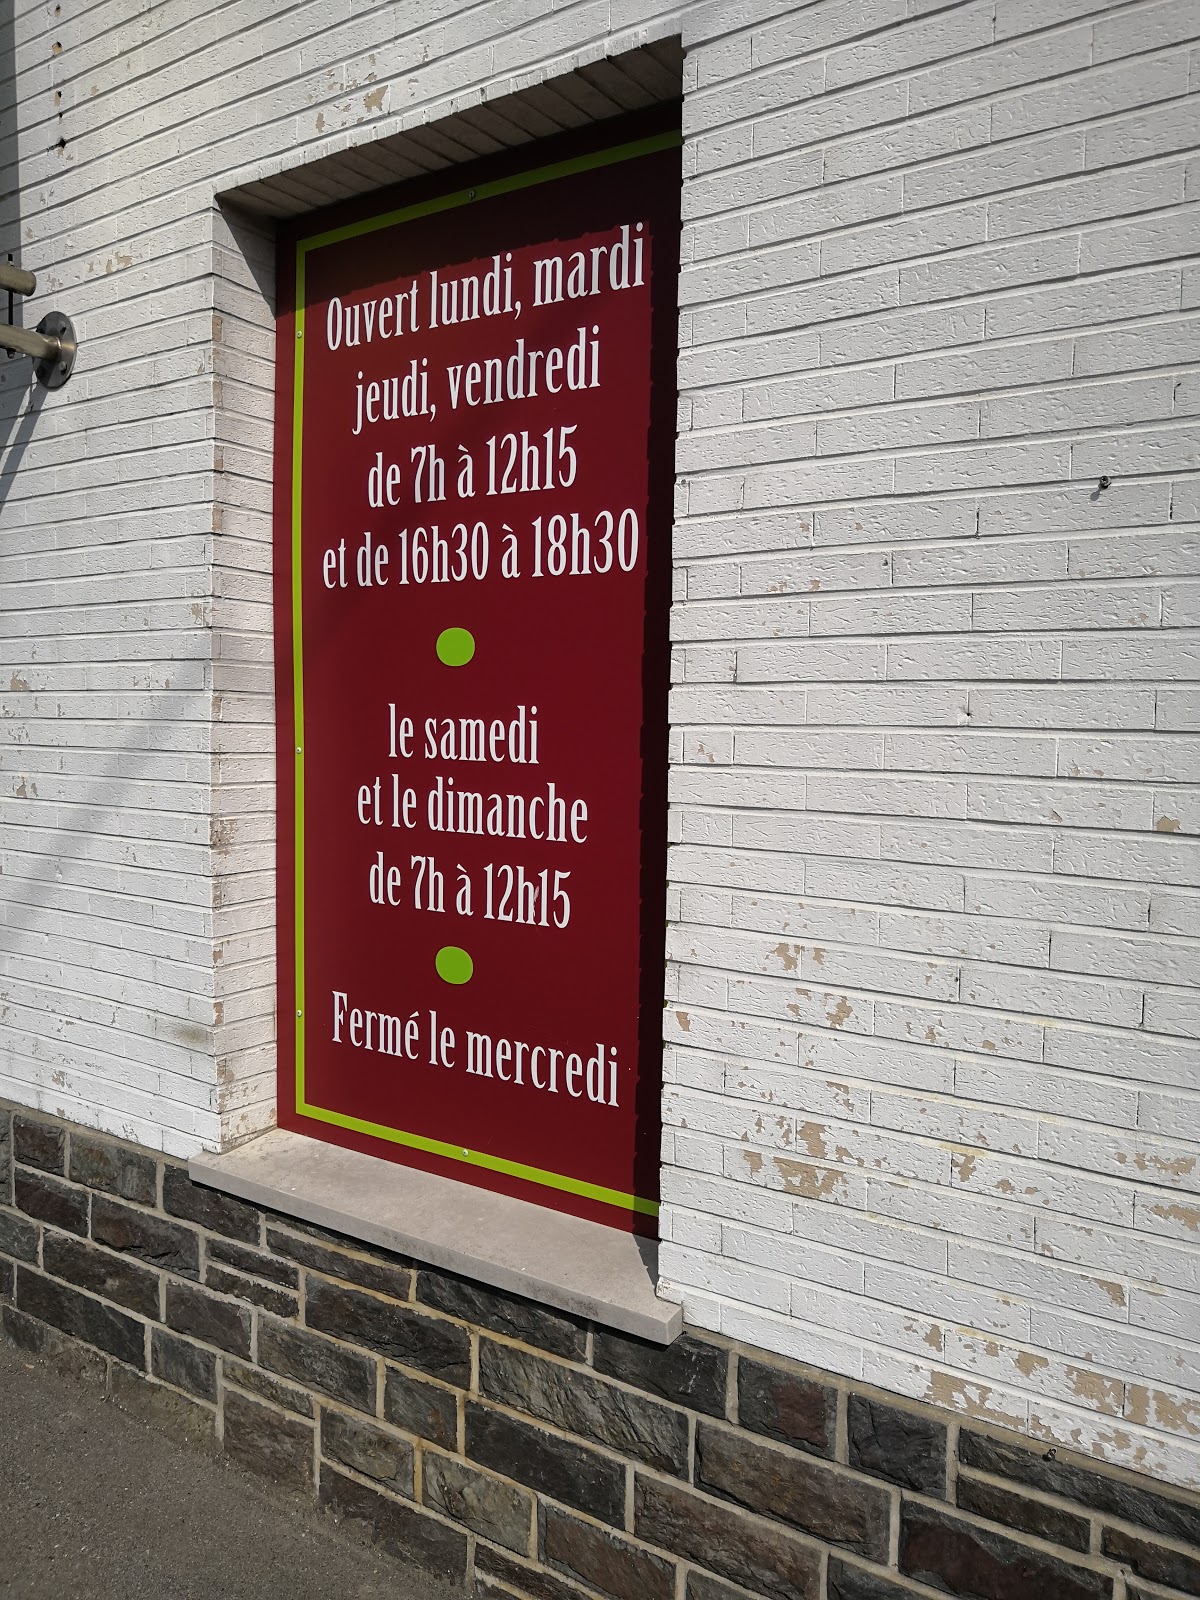 Ouvert lundi, mardi
jeudi, vendredi
de 7h à 12h15
et de 16h30 à 18h30
le samedi
et le dimanche
de 7h à 12h15
Fermé le mercredi